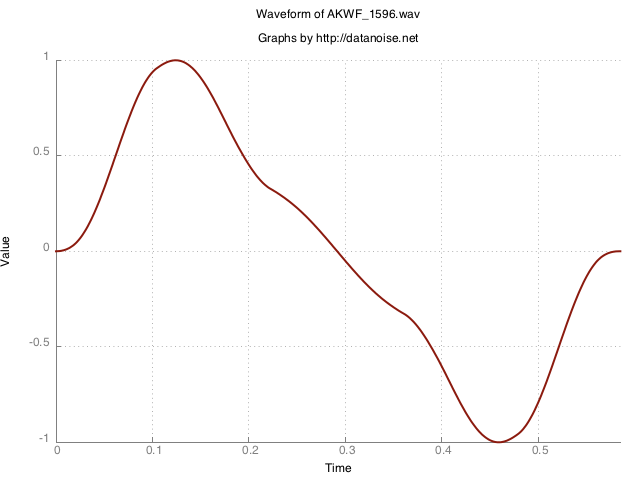 Waveform of AKWF_1596.wav
Graphs by http://datanoise.net
1
0.5
0
-0.5
-1
Value
0 0.1 0.2 0.3 0.4 0.5
Time